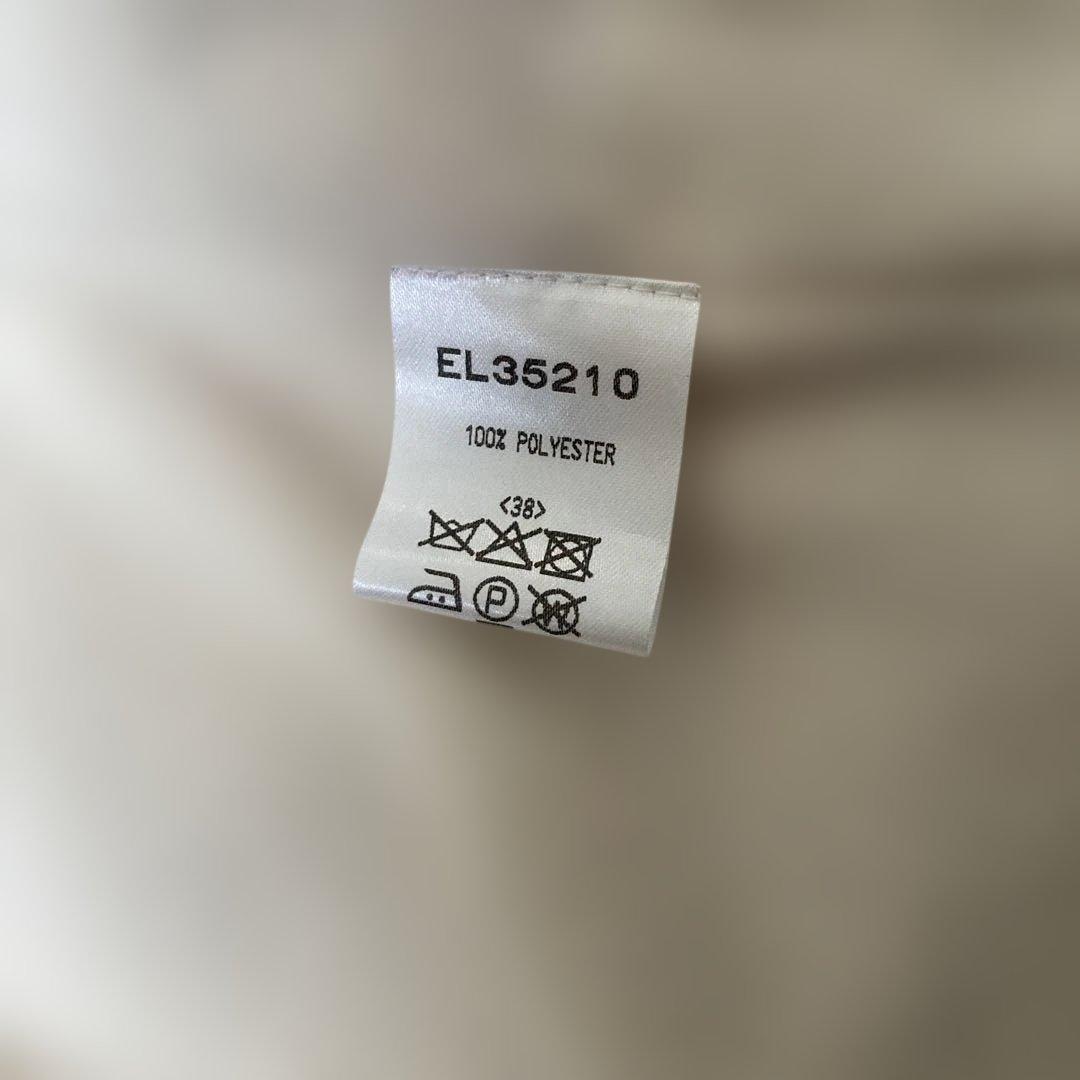 EL35210
100% POLYESTER
<38>
P W